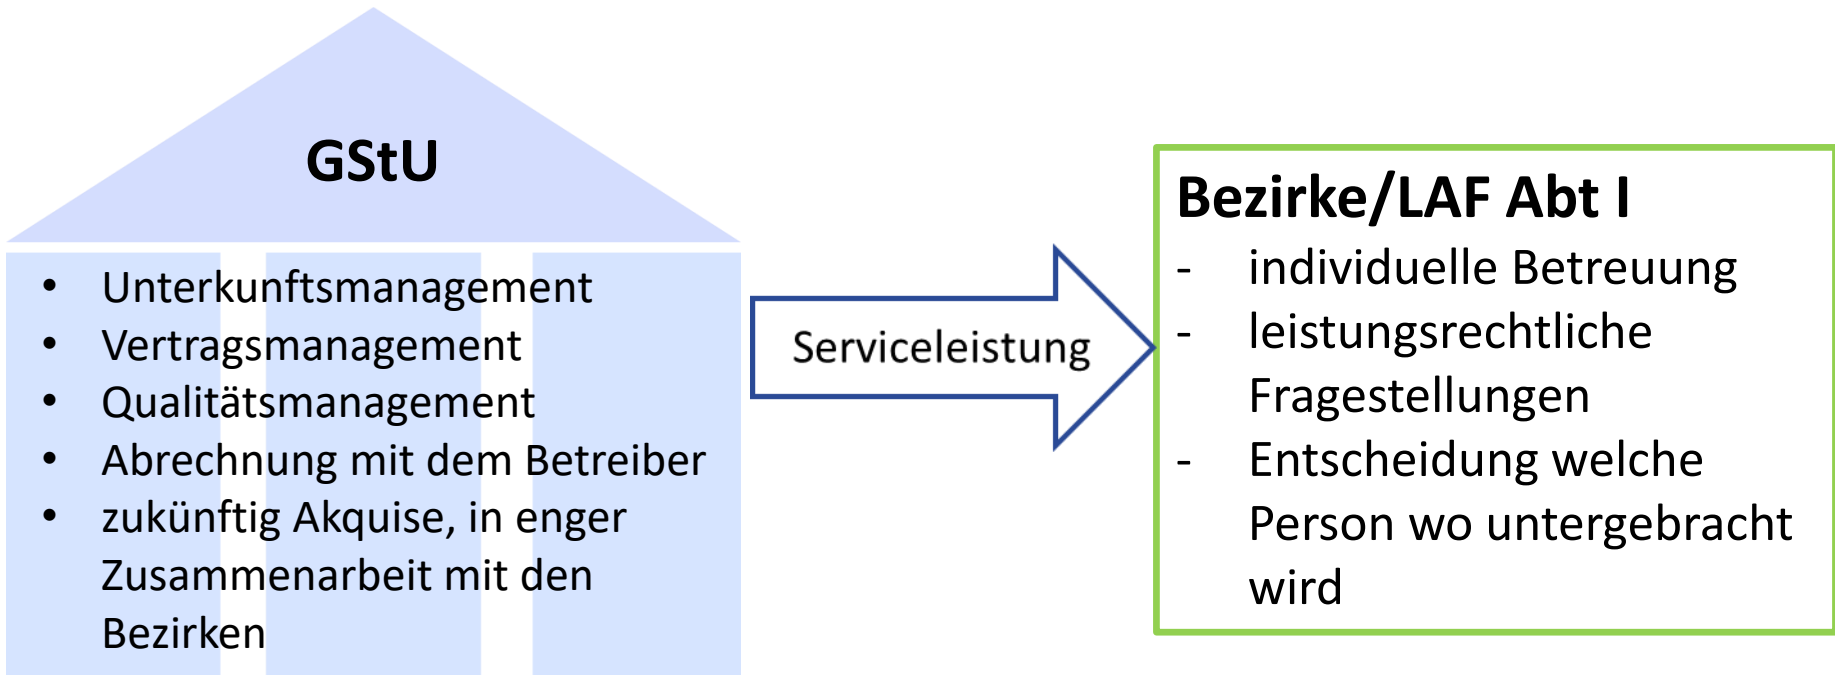 GStU
• Unterkunftsmanagement
• Vertragsmanagement
• Qualitätsmanagement
• Abrechnung mit dem Betreiber
• zukünftig Akquise, in enger
Zusammenarbeit mit den
Bezirken
Serviceleistung
Bezirke/LAF Abt I
- individuelle Betreuung
- leistungsrechtliche
Fragestellungen
- Entscheidung welche
Person wo untergebracht
wird